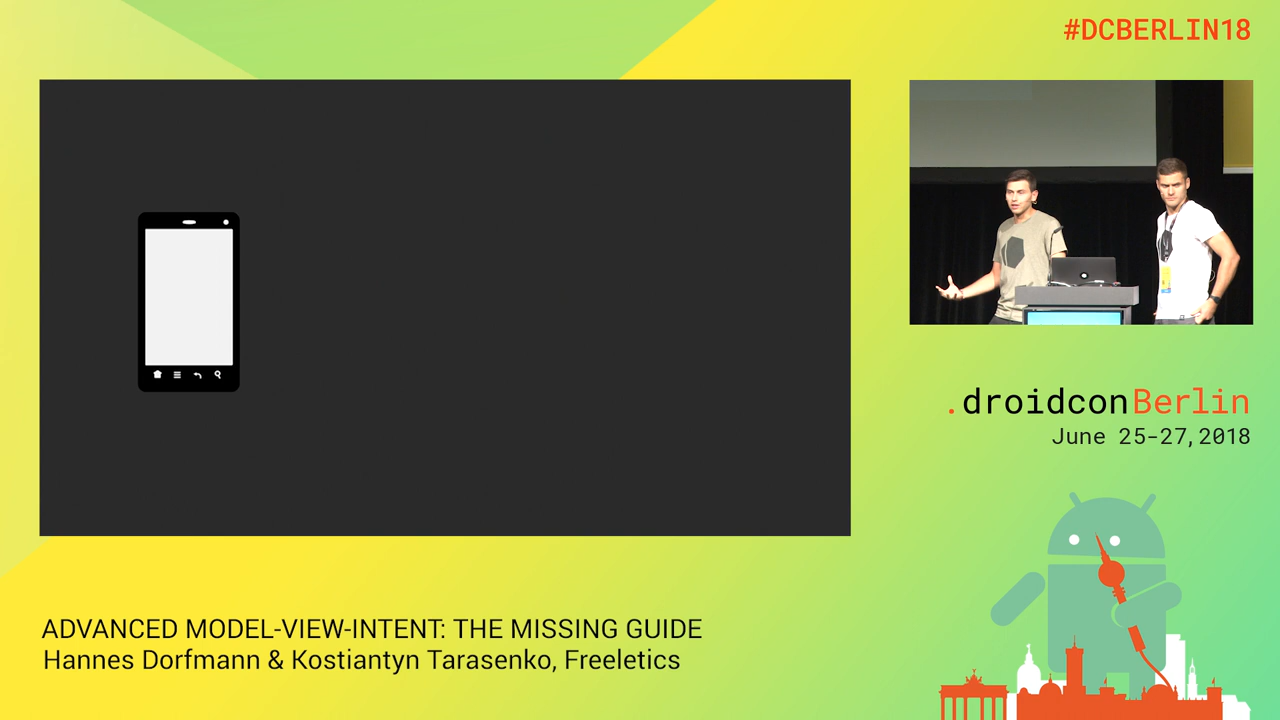 #DCBERLIN18
.droidconBerlin
June 25-27, 2018
ADVANCED MODEL-VIEW-INTENT: THE MISSING GUIDE
Hannes Dorfmann & Kostiantyn Tarasenko, Freeletics